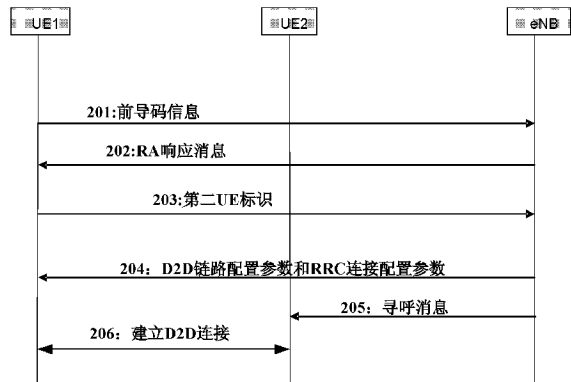 UE1
UE2
eNB
201:前导码信息
202:RA响应消息
203:第二UE标识
204：D2D链路配置参数和RRC连接配置参数
205：寻呼消息
206：建立D2D连接